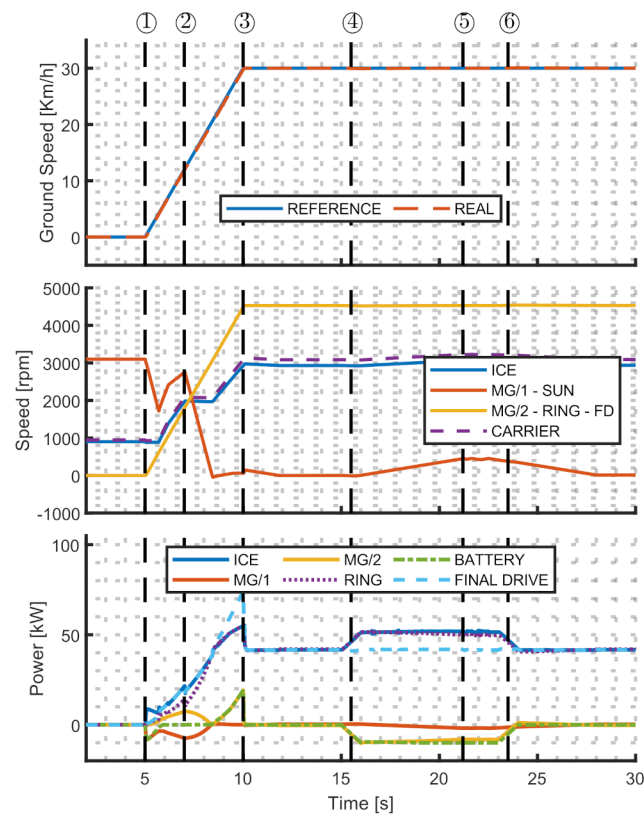 ① ② ③ ④ ⑤ ⑥
Ground Speed [Km/h]
30
20
10
0
REFERENCE REAL
Speed [rpm]
5000
4000
3000
2000
1000
0
-1000
ICE
MG/1 - SUN
MG/2 - RING - FD
CARRIER
Power [kW]
100
50
0
ICE MG/2 BATTERY
MG/1 RING FINAL DRIVE
5 10 15 20 25 30
Time [s]